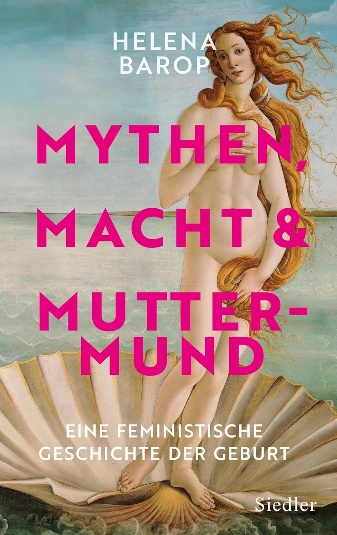 HELENA
BAROP
MYTHEN,
MACHT &
MUTTER-
MUND
EINE FEMINISTISCHE
GESCHICHTE DER GEBURT
Siedler